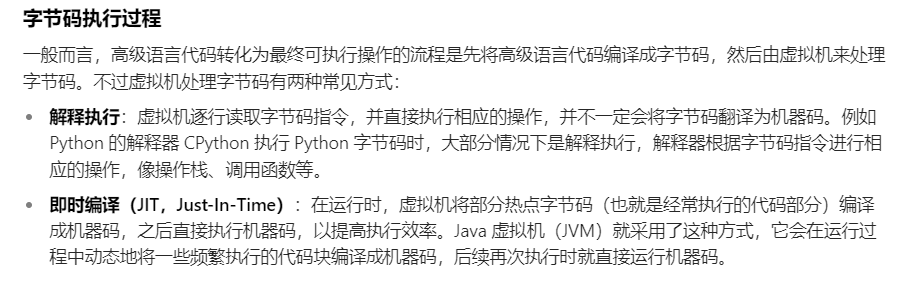 字节码执行过程
一般而言，高级语言代码转化为最终可执行操作的流程是先将高级语言代码编译成字节码，然后由虚拟机来处理
字节码。不过虚拟机处理字节码有两种常见方式：
• 解释执行：虚拟机逐行读取字节码指令，并直接执行相应的操作，并不一定会将字节码翻译为机器码。例如
Python 的解释器 CPython 执行 Python 字节码时，大部分情况下是解释执行，解释器根据字节码指令进行相
应的操作，像操作栈、调用函数等。
• 即时编译（JIT，Just-In-Time）：在运行时，虚拟机将部分热点字节码（也就是经常执行的代码部分）编译
成机器码，之后直接执行机器码，以提高执行效率。Java 虚拟机（JVM）就采用了这种方式，它会在运行过
程中动态地将一些频繁执行的代码块编译成机器码，后续再次执行时就直接运行机器码。